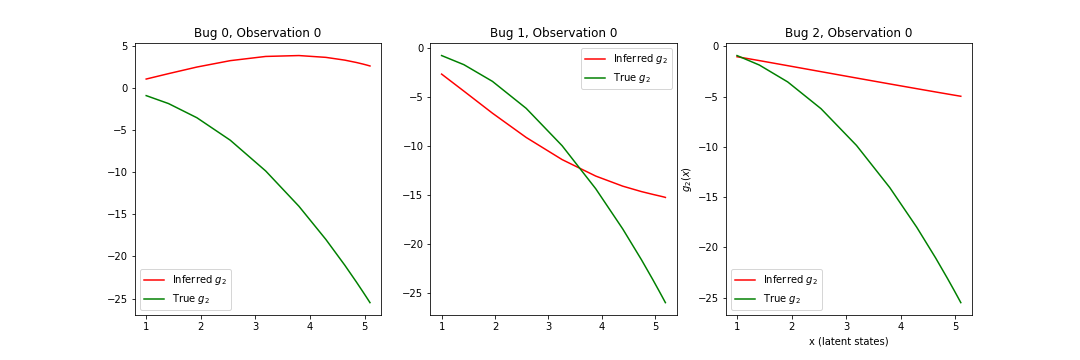 Bug 0, Observation 0
5
0
−5
−10
−15
−20
−25
1 2 3 4 5
Inferred g₂
True g₂
Bug 1, Observation 0
0
−5
−10
−15
−20
−25
1 2 3 4 5
Inferred g₂
True g₂
Bug 2, Observation 0
g₂(x)
0
−5
−10
−15
−20
−25
1 2 3 4 5
x (latent states)
Inferred g₂
True g₂